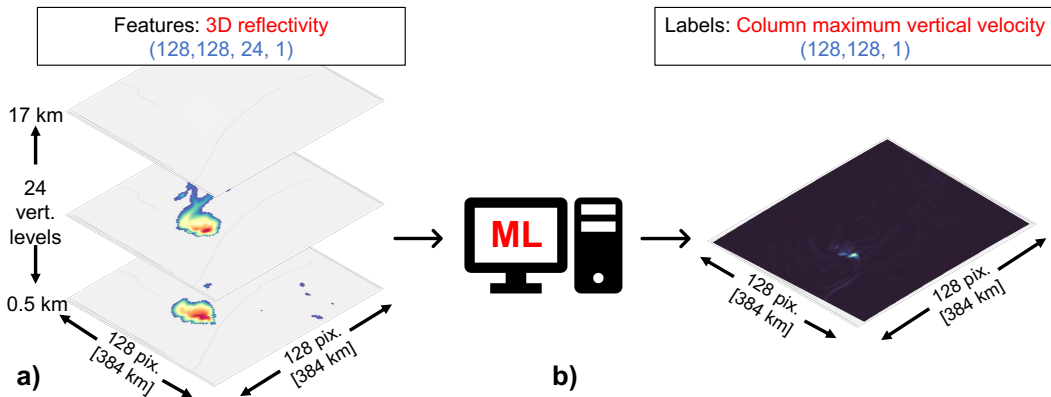 Features: 3D reflectivity
(128,128, 24, 1)
Labels: Column maximum vertical velocity
(128,128, 1)
17 km
24
vert.
levels
0.5 km
ML
128 pix.
[384 km]
128 pix.
[384 km]
128 pix.
[384 km]
128 pix.
[384 km]
a)
b)